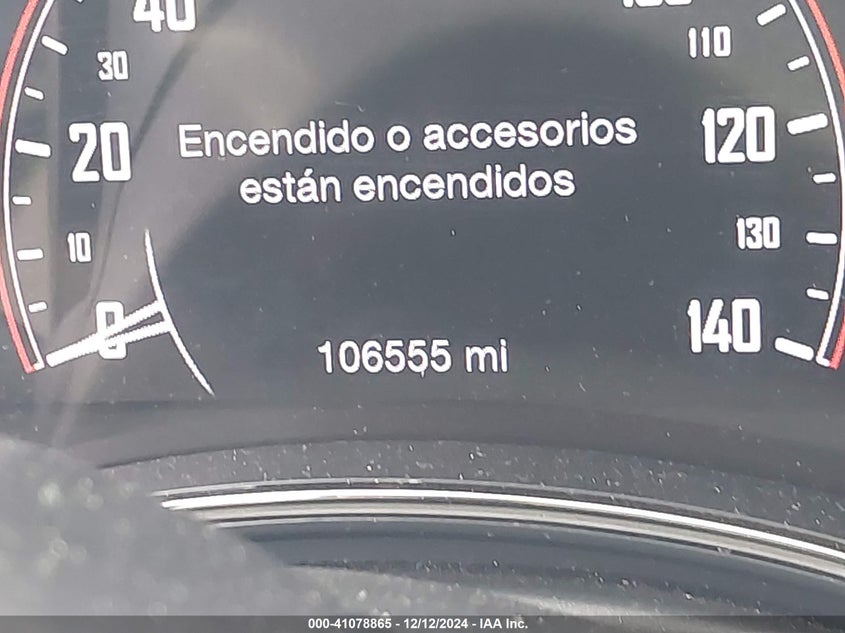 40
30
20
10
0
110
120
130
140
Encendido o accesorios
están encendidos
106555 mi
000-41078865 - 12/12/2024 - IAA Inc.